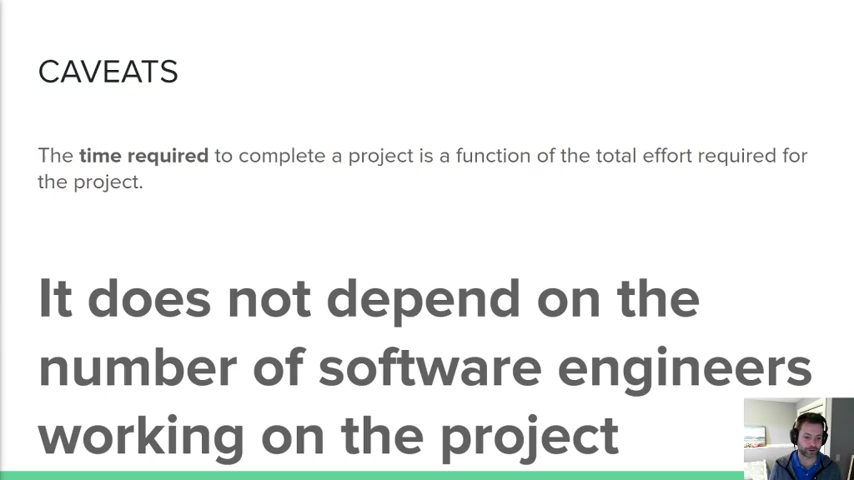 CAVEATS
The time required to complete a project is a function of the total effort required for
the project.
It does not depend on the
number of software engineers
working on the project